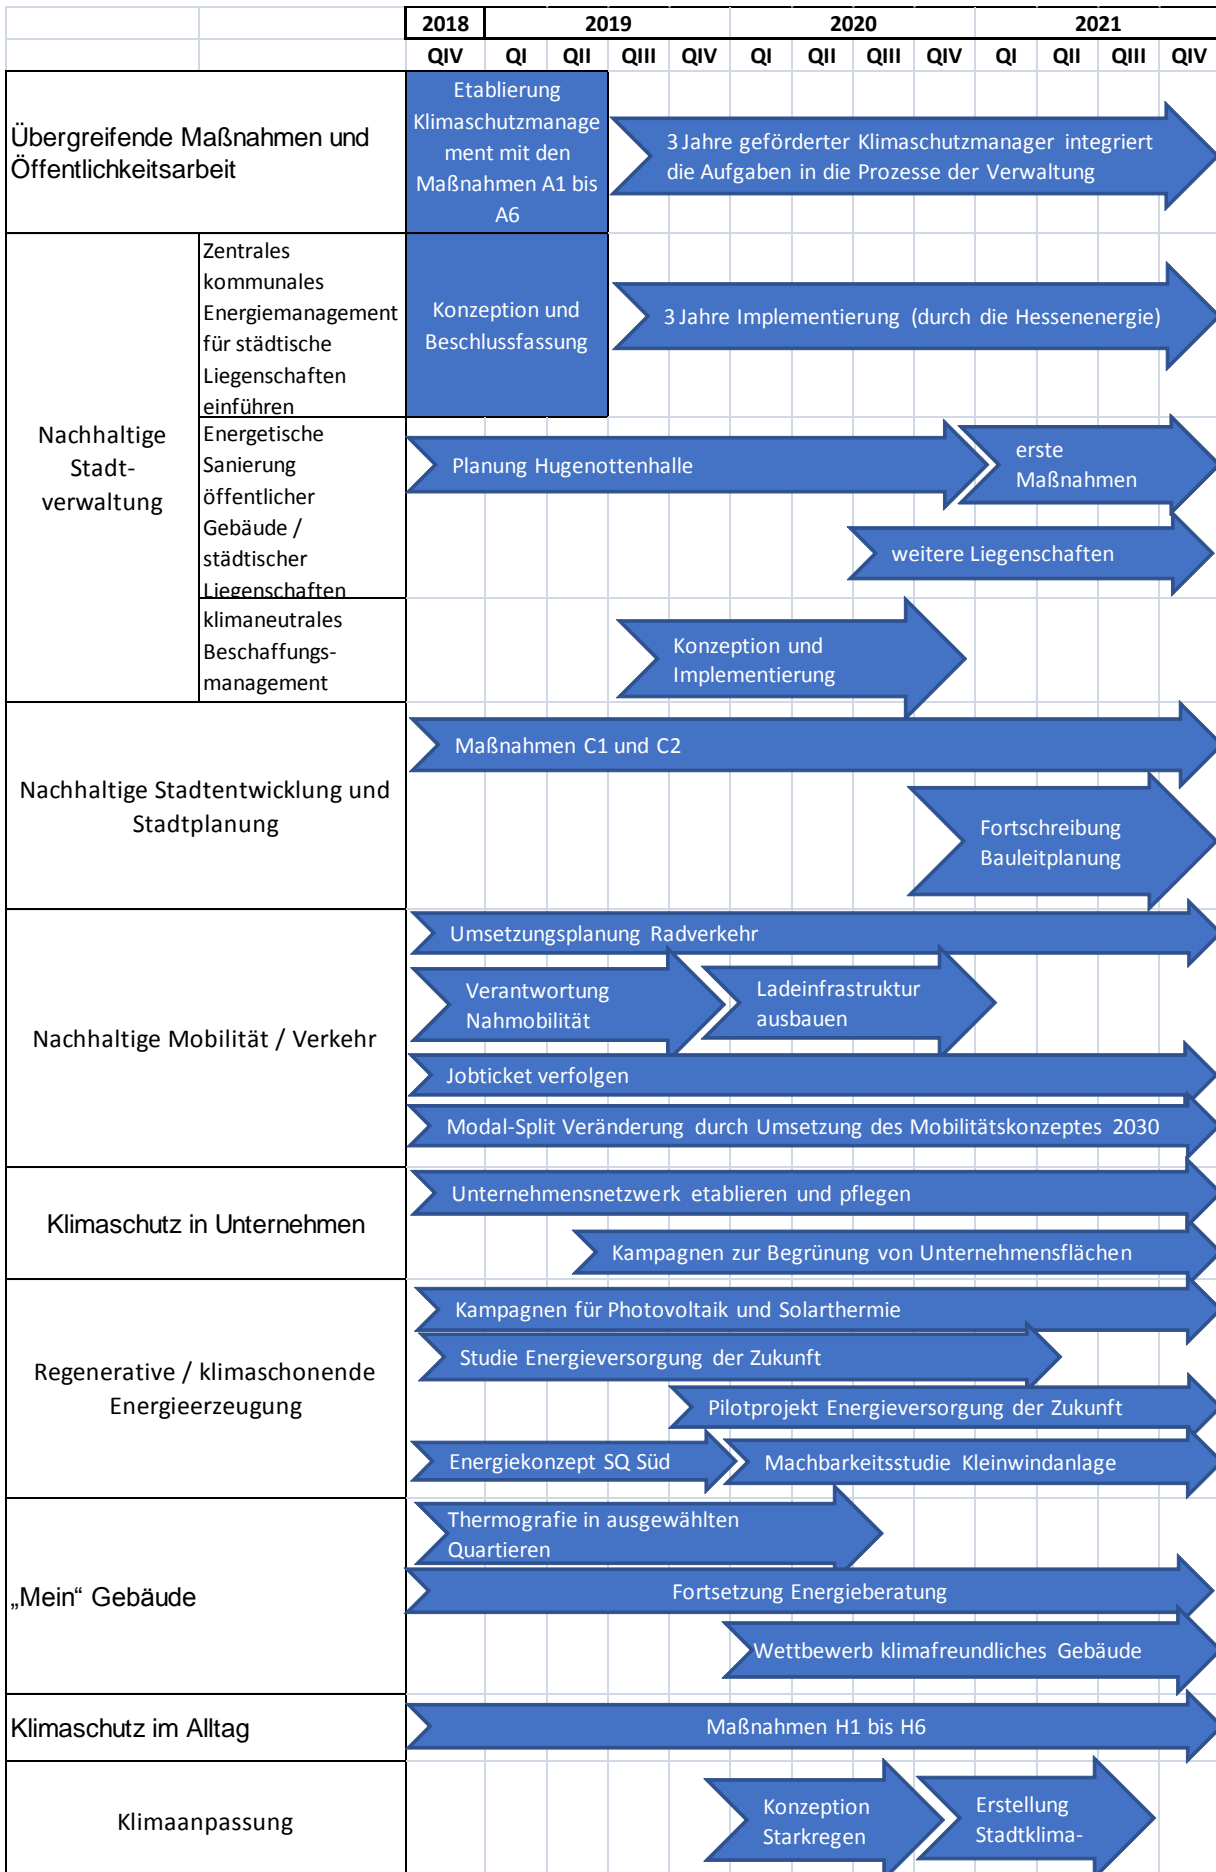 2018 2019 2020 2021
QIV QI QII QIII QIV QI QII QIII QIV QI QII QIII QIV
Übergreifende Maßnahmen und
Öffentlichkeitsarbeit
Etablierung
Klimaschutzmanage
ment mit den
Maßnahmen A1 bis
A6
3 Jahre geförderter Klimaschutzmanager integriert
die Aufgaben in die Prozesse der Verwaltung
Nachhaltige
Stadt-
verwaltung
Zentrales
kommunales
Energiemanagement
für städtische
Liegenschaften
einführen
Konzeption und
Beschlussfassung
3 Jahre Implementierung (durch die Hessenenergie)
Energetische
Sanierung
öffentlicher
Gebäude /
städtischer
Liegenschaften
Planung Hugenottenhalle
erste
Maßnahmen
weitere Liegenschaften
klimaneutrales
Beschaffungs-
management
Konzeption und
Implementierung
Nachhaltige Stadtentwicklung und
Stadtplanung
Maßnahmen C1 und C2
Fortschreibung
Bauleitplanung
Nachhaltige Mobilität / Verkehr
Umsetzungsplanung Radverkehr
Verantwortung
Nahmobilität
Ladeinfrastruktur
ausbauen
Jobticket verfolgen
Modal-Split Veränderung durch Umsetzung des Mobilitätskonzeptes 2030
Klimaschutz in Unternehmen
Unternehmensnetzwerk etablieren und pflegen
Kampagnen zur Begrünung von Unternehmensflächen
Regenerative / klimaschonende
Energieerzeugung
Kampagnen für Photovoltaik und Solarthermie
Studie Energieversorgung der Zukunft
Pilotprojekt Energieversorgung der Zukunft
Energiekonzept SQ Süd
Machbarkeitsstudie Kleinwindanlage
„Mein“ Gebäude
Thermografie in ausgewählten
Quartieren
Fortsetzung Energieberatung
Wettbewerb klimafreundliches Gebäude
Klimaschutz im Alltag
Maßnahmen H1 bis H6
Klimaanpassung
Konzeption
Starkregen
Erstellung
Stadtklima-